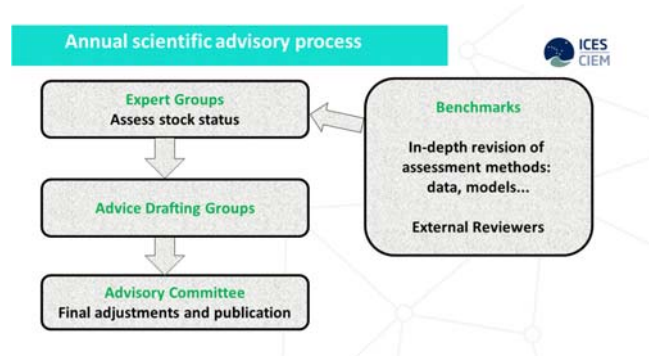 Annual scientific advisory process
ICES
CIEM
Expert Groups
Assess stock status
Benchmarks
In-depth revision of
assessment methods:
data, models...
External Reviewers
Advice Drafting Groups
Advisory Committee
Final adjustments and publication